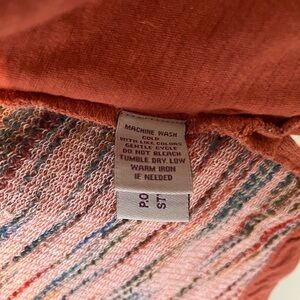 MACHINE WASH
COLD
WITH LIKE COLORS
GENTLE CYCLE
DO NOT BLEACH
TUMBLE DRY LOW
WARM IRON
IF NEEDED
P.O
ST